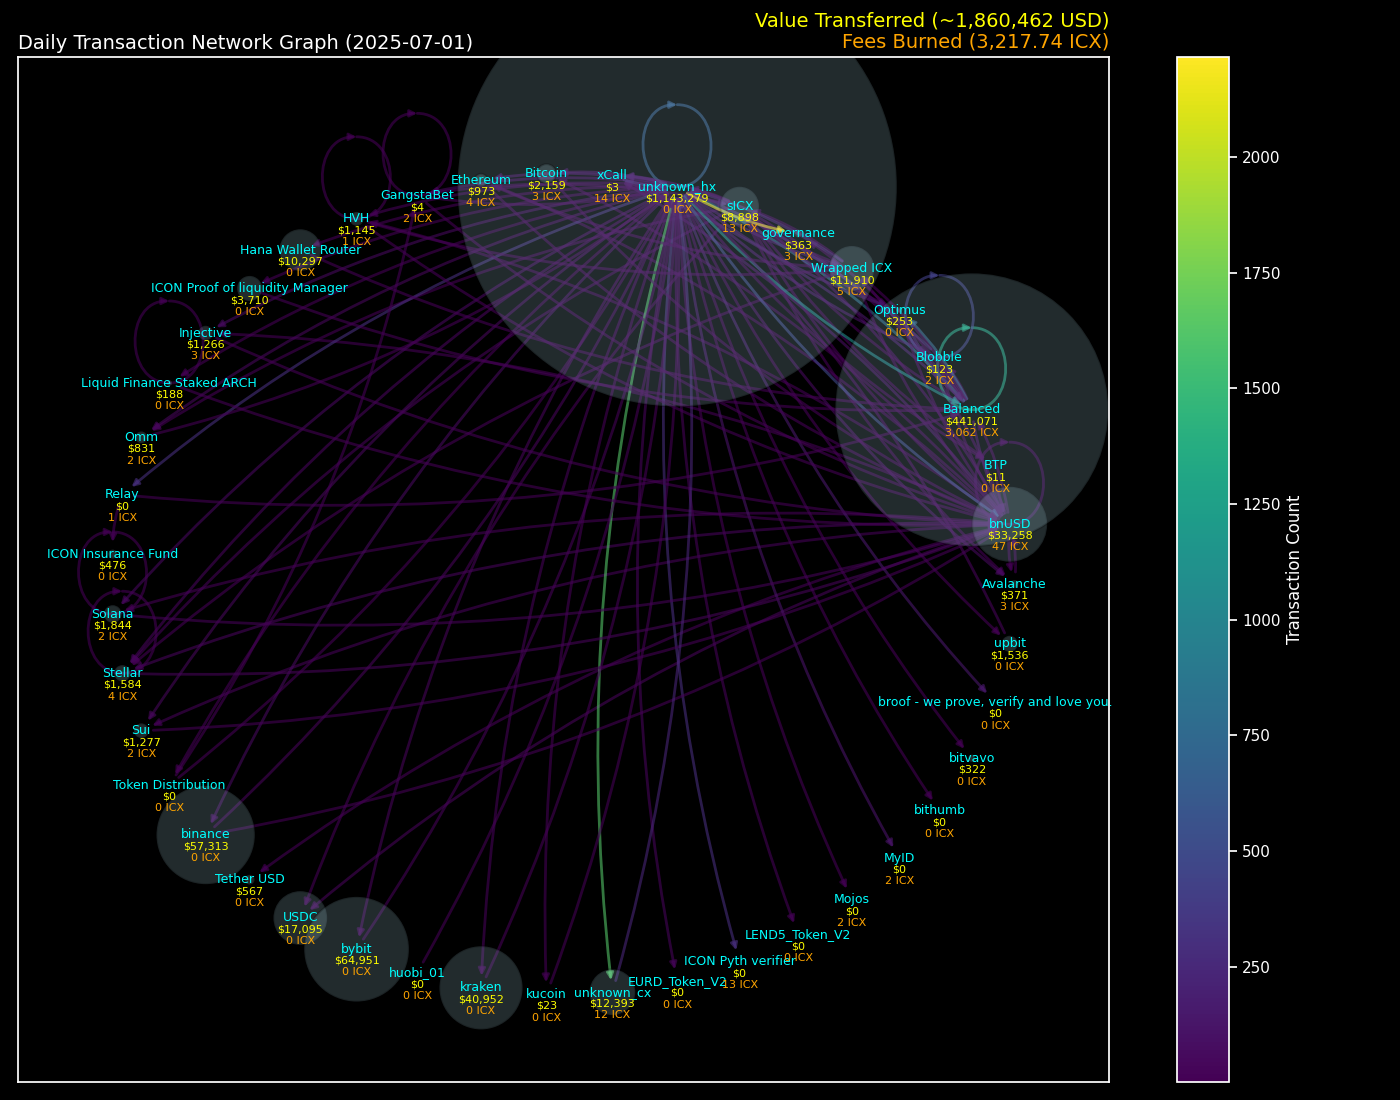 Value Transferred (~1,860,462 USD)
Daily Transaction Network Graph (2025-07-01)
Fees Burned (3,217.74 ICX)
unknown_hx
$1,143,279
0 ICX
xCall
$3
14 ICX
Bitcoin
$2,159
3 ICX
Ethereum
$973
4 ICX
GangstaBet
$4
2 ICX
HVH
$1,145
1 ICX
Hana Wallet Router
$10,297
0 ICX
ICON Proof of liquidity Manager
$3,710
0 ICX
Injective
$1,266
3 ICX
Liquid Finance Staked ARCH
$188
0 ICX
Omm
$831
2 ICX
Relay
$0
1 ICX
ICON Insurance Fund
$476
0 ICX
Solana
$1,844
2 ICX
Stellar
$1,584
4 ICX
Sui
$1,277
2 ICX
Token Distribution
$0
0 ICX
binance
$57,313
0 ICX
Tether USD
$567
0 ICX
USDC
$17,095
0 ICX
bybit
$64,951
0 ICX
huobi_01
$0
0 ICX
kraken
$40,952
0 ICX
kucoin
$23
0 ICX
unknown_cx
$12,393
12 ICX
EURD_Token_V2
$0
0 ICX
ICON Pyth verifier
$0
13 ICX
LEND5_Token_V2
$0
0 ICX
Mojos
$0
2 ICX
MyID
$0
2 ICX
bithumb
$0
0 ICX
bitvavo
$322
0 ICX
broof - we prove, verify and love you.
$0
0 ICX
upbit
$1,536
0 ICX
Avalanche
$371
3 ICX
bnUSD
$33,258
47 ICX
BTP
$11
0 ICX
Balanced
$441,071
3,062 ICX
Blobble
$123
2 ICX
Optimus
$253
0 ICX
Wrapped ICX
$11,910
5 ICX
governance
$363
3 ICX
sICX
$8,898
13 ICX
2000
1750
1500
1250
1000
750
500
250
Transaction Count